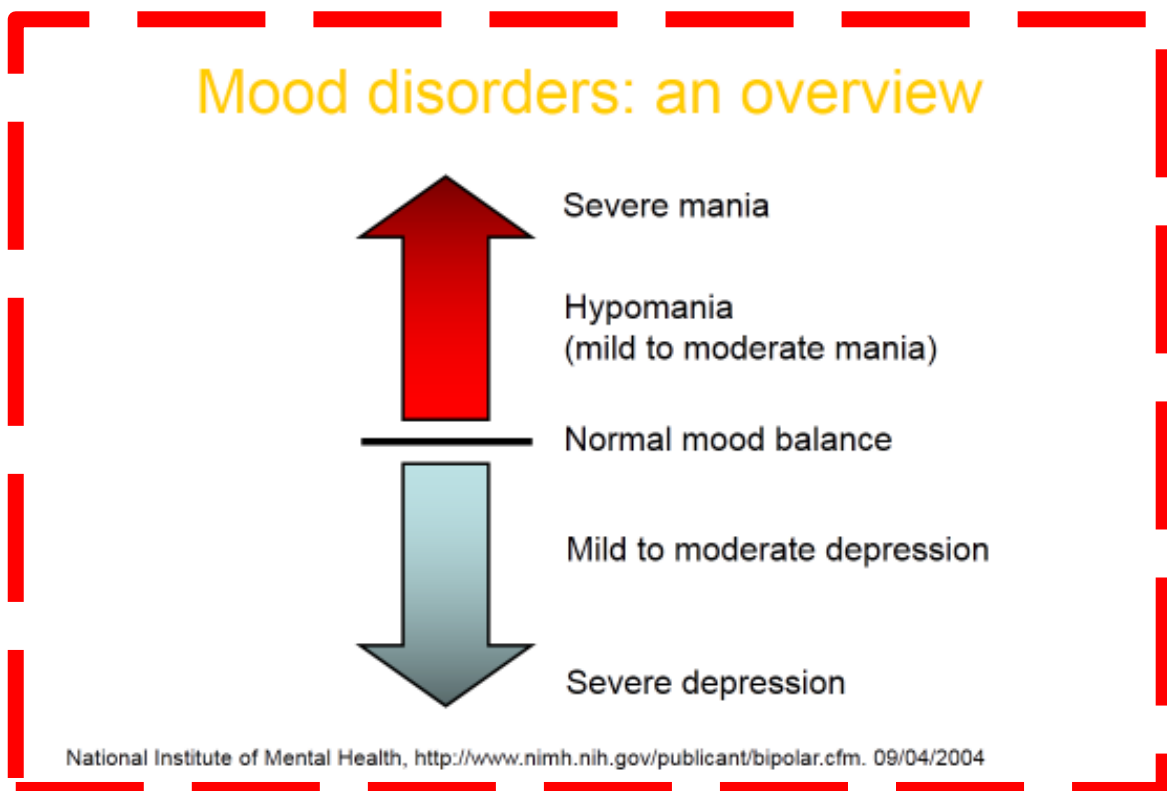 Mood disorders: an overview
Severe mania
Hypomania
(mild to moderate mania)
Normal mood balance
Mild to moderate depression
Severe depression
National Institute of Mental Health, http://www.nimh.nih.gov/publicant/bipolar.cfm. 09/04/2004